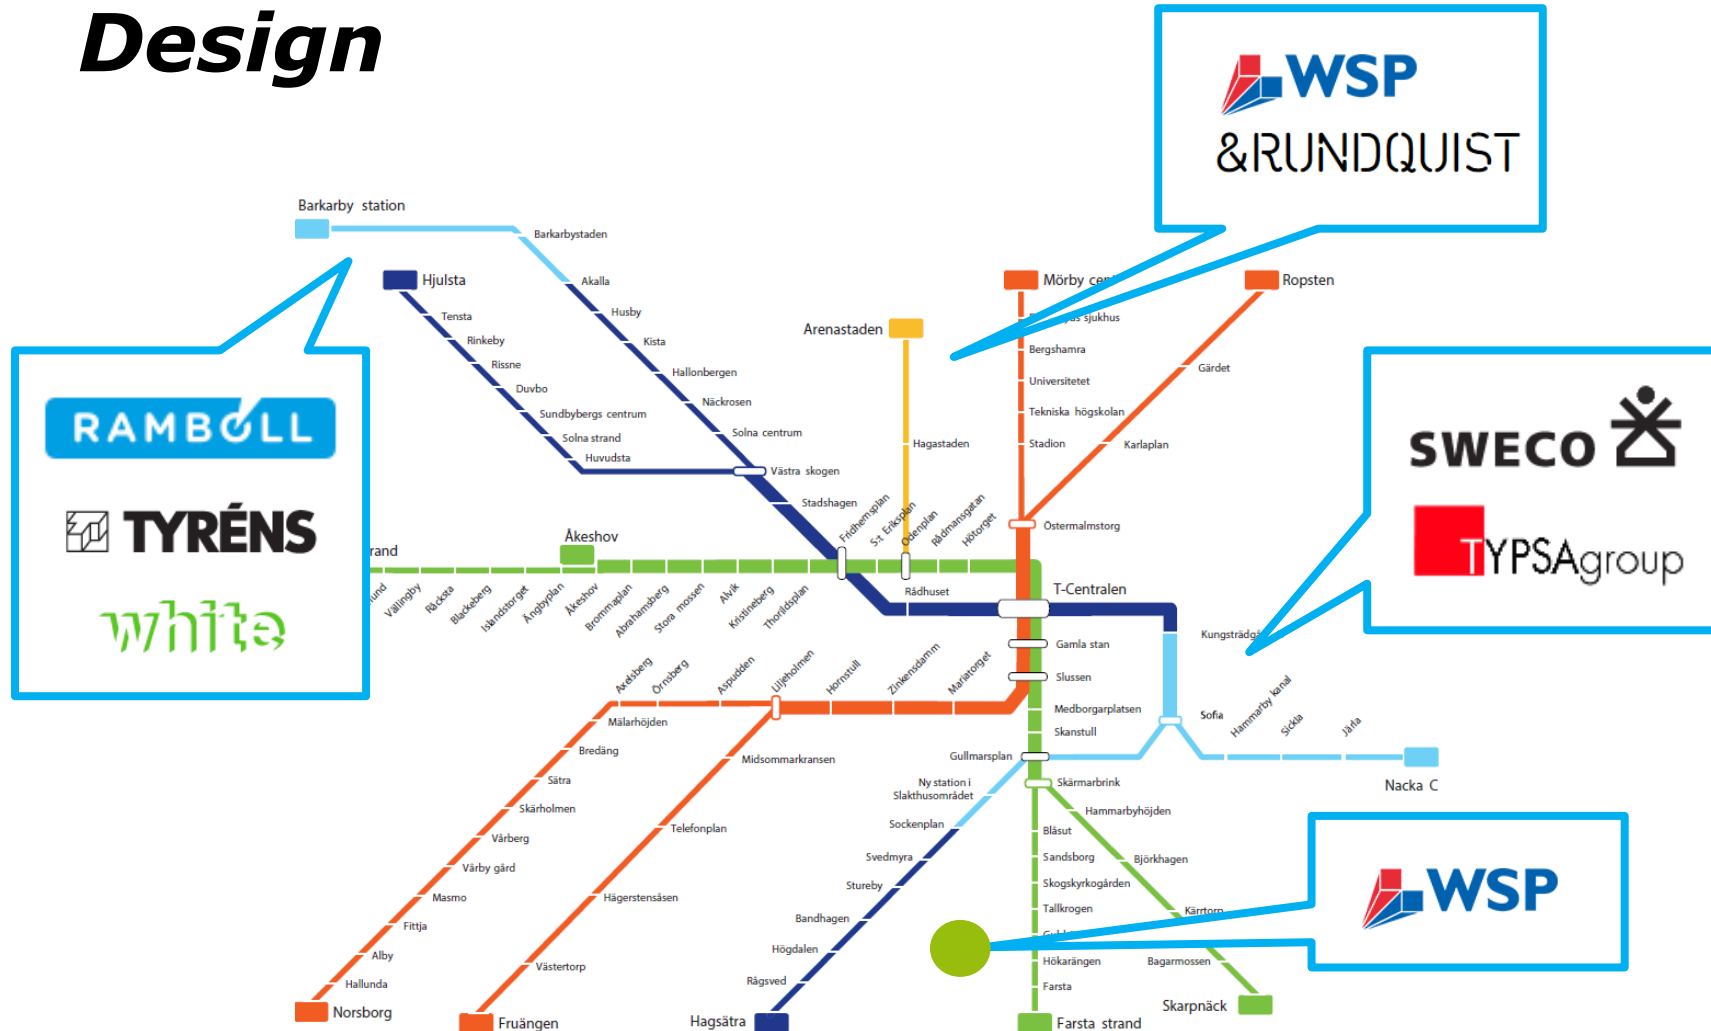 Design
WSP
&RUNDQUIST
Barkarby station
Barkarbystaden
Hjulsta
Akalla
Mörby
Ropsten
Tensta
Husby
sjukhus
Arenastaden
Rinkeby
Kista
Bergshamra
Rissne
Hallonbergen
Gärdet
Duvbo
Universitetet
RAMBOLL
Sundbybergs centrum
Näckrosen
Tekniska högskolan
Solna strand
Solna centrum
Hagastaden
Stadion
Karlaplan
SWECO
Huvudsta
Västra skogen
Stadshagen
TYRÉNS
Fridhemsplan
S:t Eriksplan
Odenplan
Rådmansgatan
Hötorget
Östermalmstorg
TYPSAgroup
rand
Åkeshov
Vällingby
Råcksta
Blackeberg
Islandstorget
Ängbyplan
Åkeshov
Brommaplan
Abrahamsberg
Stora mossen
Alvik
Kristineberg
Thorildsplan
Rådhuset
T-Centralen
white
Kungsträdg
Gamla stan
Axelsberg
Örnsberg
Aspudden
Liljeholmen
Hornstull
Zinkensdamm
Mariatorget
Slussen
Mälarhöjden
Medborgarplatsen
Sofia
Hammarby kanal
Sickla
Järla
Skanstull
Bredäng
Midsommarkransen
Gullmarsplan
Sätra
Ny station i
Slakthusområdet
Skärmarbrink
Nacka C
Skärholmen
Hammarbyhöjden
Telefonplan
Sockenplan
Blåsut
Vårberg
Svedmyra
Sandsborg
Björkhagen
Vårby gård
Stureby
Skogskyrkogården
WSP
Masmo
Hägerstensåsen
Tallkrogen
Kärrtorp
Fittja
Bandhagen
Alby
Högdalen
Hökarängen
Bagarmossen
Västertorp
Hallunda
Rågsved
Farsta
Norsborg
Skarpnäck
Fruängen
Hagsätra
Farsta strand